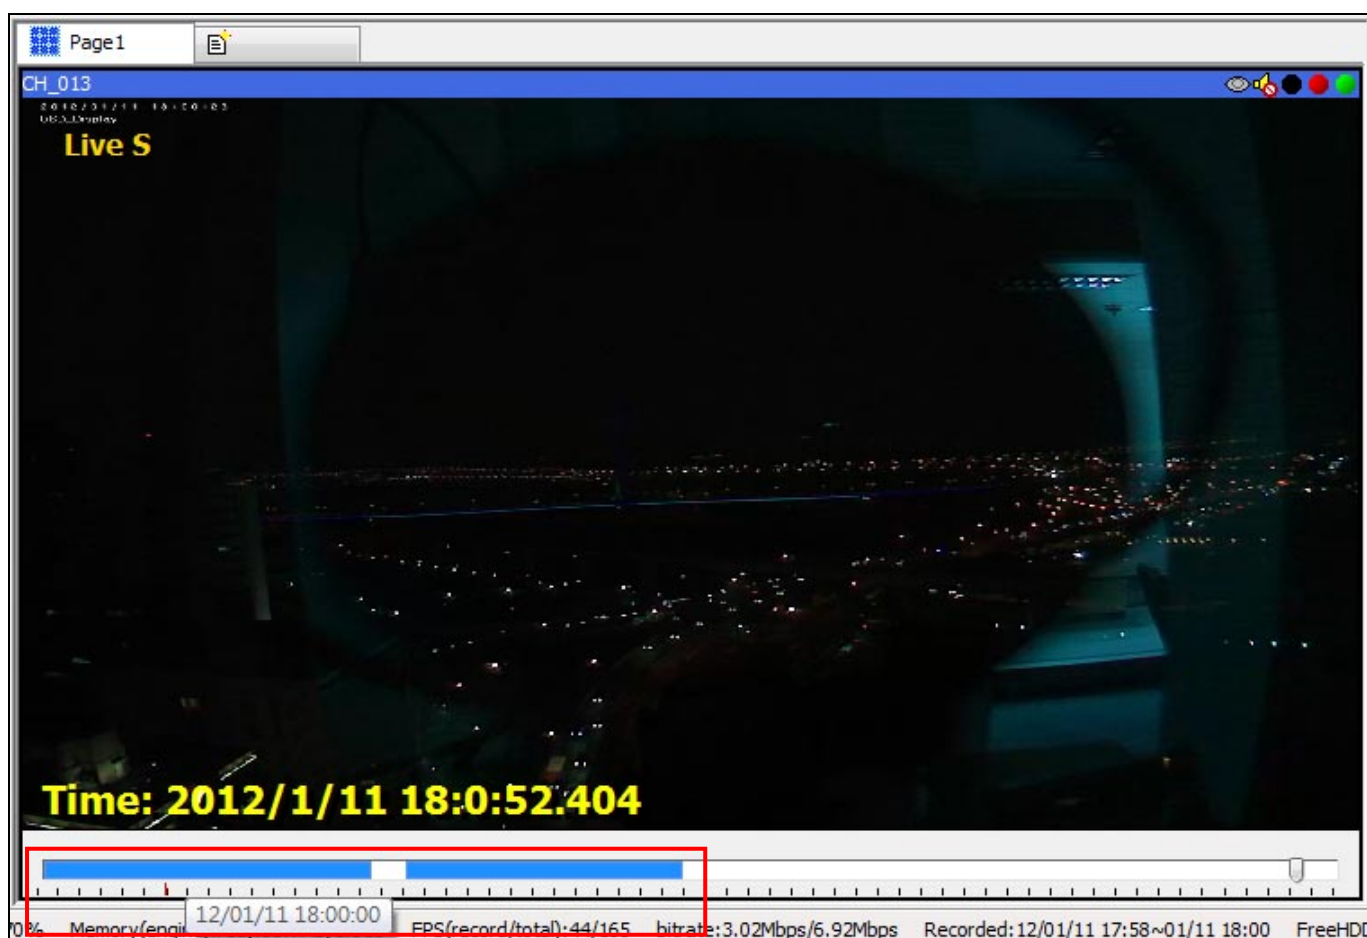 Page1
CH_013
Live S
Time: 2012/1/11 18:0:52.404
12/01/11 18:00:00
EPS(record/total):44/165 bitrate:3.02Mbps/6.92Mbps Recorded:12/01/11 17:58~01/11 18:00